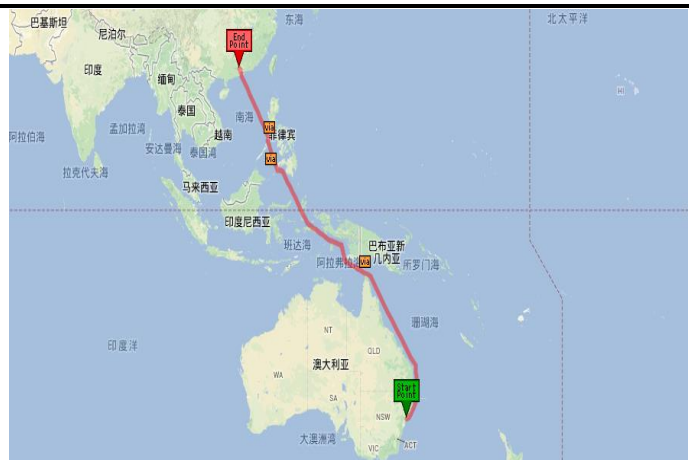 巴基斯坦
尼泊尔
东海
北太平洋
End
Point
印度
缅甸
HI
泰国
南海
via
菲律宾
阿拉伯海
孟加拉湾
越南
安达曼海
泰国湾
via
拉克代夫海
马来西亚
印度尼西亚
班达海
巴布亚新
几内亚
阿拉弗拉海
via
所罗门海
珊瑚海
印度洋
NT
QLD
澳大利亚
WA
Start
Point
SA
NSW
大澳洲湾
VIC
ACT